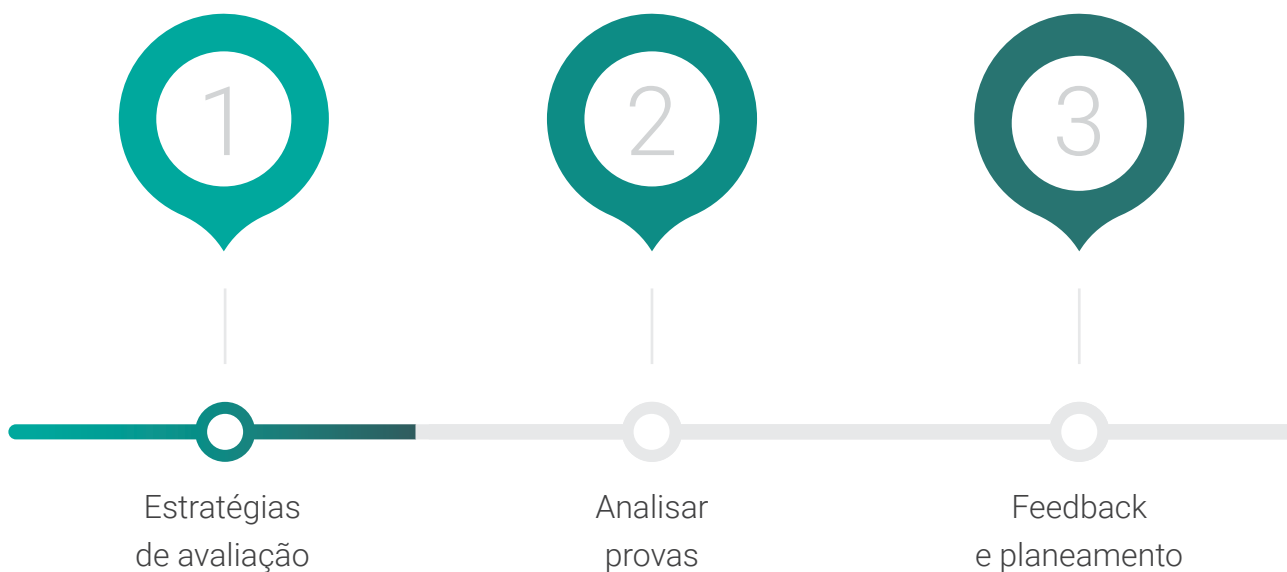 1
2
3
Estratégias
de avaliação
Analisar
provas
Feedback
e planeamento